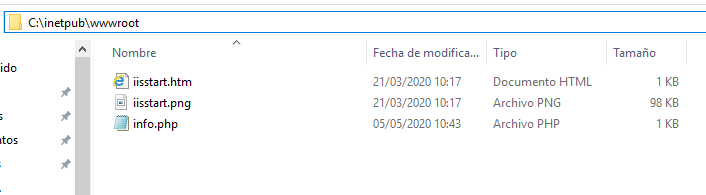 C:\inetpub\wwwroot
Nombre Fecha de modifica... Tipo Tamaño
ido
iisstart.htm 21/03/2020 10:17 Documento HTML 1 KB
iisstart.png 21/03/2020 10:17 Archivo PNG 98 KB
s info.php 05/05/2020 10:43 Archivo PHP 1 KB
ntos
s